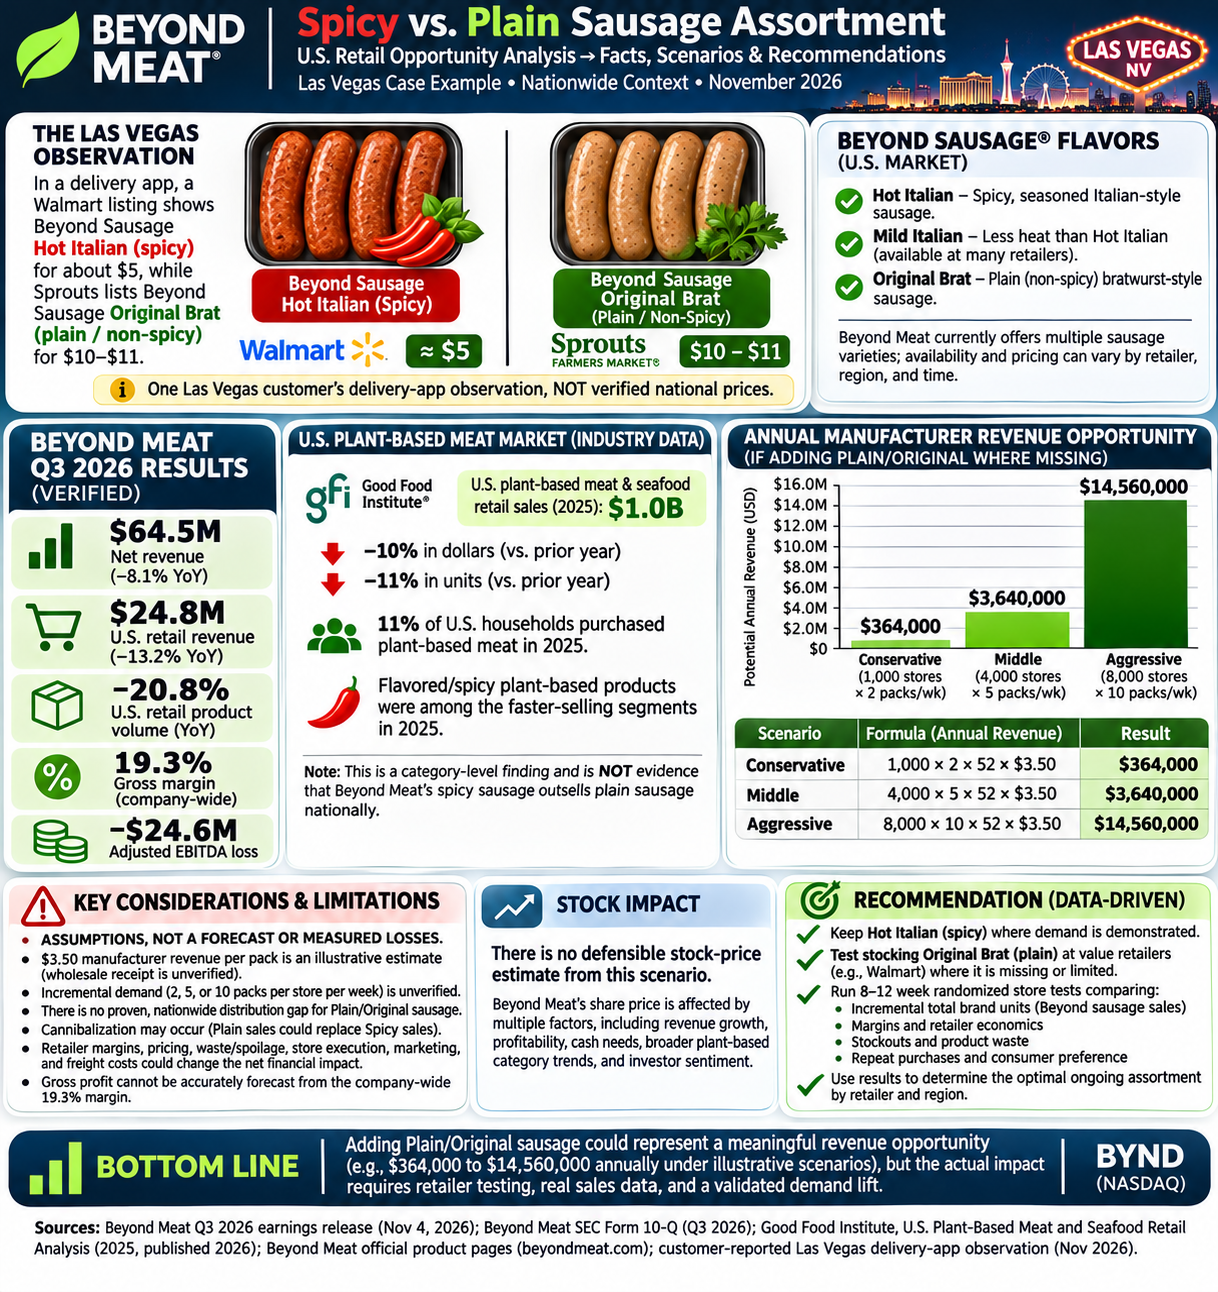 BEYOND
MEAT®
Spicy vs. Plain Sausage Assortment
U.S. Retail Opportunity Analysis → Facts, Scenarios & Recommendations
Las Vegas Case Example • Nationwide Context • November 2026
LAS VEGAS
NV
THE LAS VEGAS
OBSERVATION
In a delivery app, a
Walmart listing shows
Beyond Sausage
Hot Italian (spicy)
for about $5, while
Sprouts lists Beyond
Sausage Original Brat
(plain / non-spicy)
for $10–$11.
Beyond Sausage
Hot Italian (Spicy)
Walmart
≈ $5
Beyond Sausage
Original Brat
(Plain / Non-Spicy)
Sprouts
FARMERS MARKET®
$10 – $11
i One Las Vegas customer's delivery-app observation, NOT verified national prices.
BEYOND SAUSAGE® FLAVORS
(U.S. MARKET)
Hot Italian – Spicy, seasoned Italian-style
sausage.
Mild Italian – Less heat than Hot Italian
(available at many retailers).
Original Brat – Plain (non-spicy) bratwurst-style
sausage.
Beyond Meat currently offers multiple sausage
varieties; availability and pricing can vary by retailer,
region, and time.
BEYOND MEAT
Q3 2026 RESULTS
(VERIFIED)
$64.5M
Net revenue
(–8.1% YoY)
$24.8M
U.S. retail revenue
(–13.2% YoY)
–20.8%
U.S. retail product
volume (YoY)
%
19.3%
Gross margin
(company-wide)
–$24.6M
Adjusted EBITDA loss
U.S. PLANT-BASED MEAT MARKET (INDUSTRY DATA)
gfi Good Food
Institute®
U.S. plant-based meat & seafood
retail sales (2025): $1.0B
–10% in dollars (vs. prior year)
–11% in units (vs. prior year)
11% of U.S. households purchased
plant-based meat in 2025.
Flavored/spicy plant-based products
were among the faster-selling segments
in 2025.
Note: This is a category-level finding and is NOT evidence
that Beyond Meat's spicy sausage outsells plain sausage
nationally.
ANNUAL MANUFACTURER REVENUE OPPORTUNITY
(IF ADDING PLAIN/ORIGINAL WHERE MISSING)
Potential Annual Revenue (USD)
$16.0M
$14.0M
$12.0M
$10.0M
$8.0M
$6.0M
$4.0M
$2.0M
$0
$364,000
$3,640,000
$14,560,000
Conservative
(1,000 stores
× 2 packs/wk)
Middle
(4,000 stores
× 5 packs/wk)
Aggressive
(8,000 stores
× 10 packs/wk)
Scenario Formula (Annual Revenue) Result
Conservative 1,000 × 2 × 52 × $3.50 $364,000
Middle 4,000 × 5 × 52 × $3.50 $3,640,000
Aggressive 8,000 × 10 × 52 × $3.50 $14,560,000
KEY CONSIDERATIONS & LIMITATIONS
• ASSUMPTIONS, NOT A FORECAST OR MEASURED LOSSES.
• $3.50 manufacturer revenue per pack is an illustrative estimate
(wholesale receipt is unverified).
• Incremental demand (2, 5, or 10 packs per store per week) is unverified.
• There is no proven, nationwide distribution gap for Plain/Original sausage.
• Cannibalization may occur (Plain sales could replace Spicy sales).
• Retailer margins, pricing, waste/spoilage, store execution, marketing,
and freight costs could change the net financial impact.
• Gross profit cannot be accurately forecast from the company-wide
19.3% margin.
STOCK IMPACT
There is no defensible stock-price
estimate from this scenario.
Beyond Meat's share price is affected by
multiple factors, including revenue growth,
profitability, cash needs, broader plant-based
category trends, and investor sentiment.
RECOMMENDATION (DATA-DRIVEN)
Keep Hot Italian (spicy) where demand is demonstrated.
Test stocking Original Brat (plain) at value retailers
(e.g., Walmart) where it is missing or limited.
Run 8–12 week randomized store tests comparing:
• Incremental total brand units (Beyond sausage sales)
• Margins and retailer economics
• Stockouts and product waste
• Repeat purchases and consumer preference
Use results to determine the optimal ongoing assortment
by retailer and region.
BOTTOM LINE
Adding Plain/Original sausage could represent a meaningful revenue opportunity
(e.g., $364,000 to $14,560,000 annually under illustrative scenarios), but the actual impact
requires retailer testing, real sales data, and a validated demand lift.
BYND
(NASDAQ)
Sources: Beyond Meat Q3 2026 earnings release (Nov 4, 2026); Beyond Meat SEC Form 10-Q (Q3 2026); Good Food Institute, U.S. Plant-Based Meat and Seafood Retail
Analysis (2025, published 2026); Beyond Meat official product pages (beyondmeat.com); customer-reported Las Vegas delivery-app observation (Nov 2026).